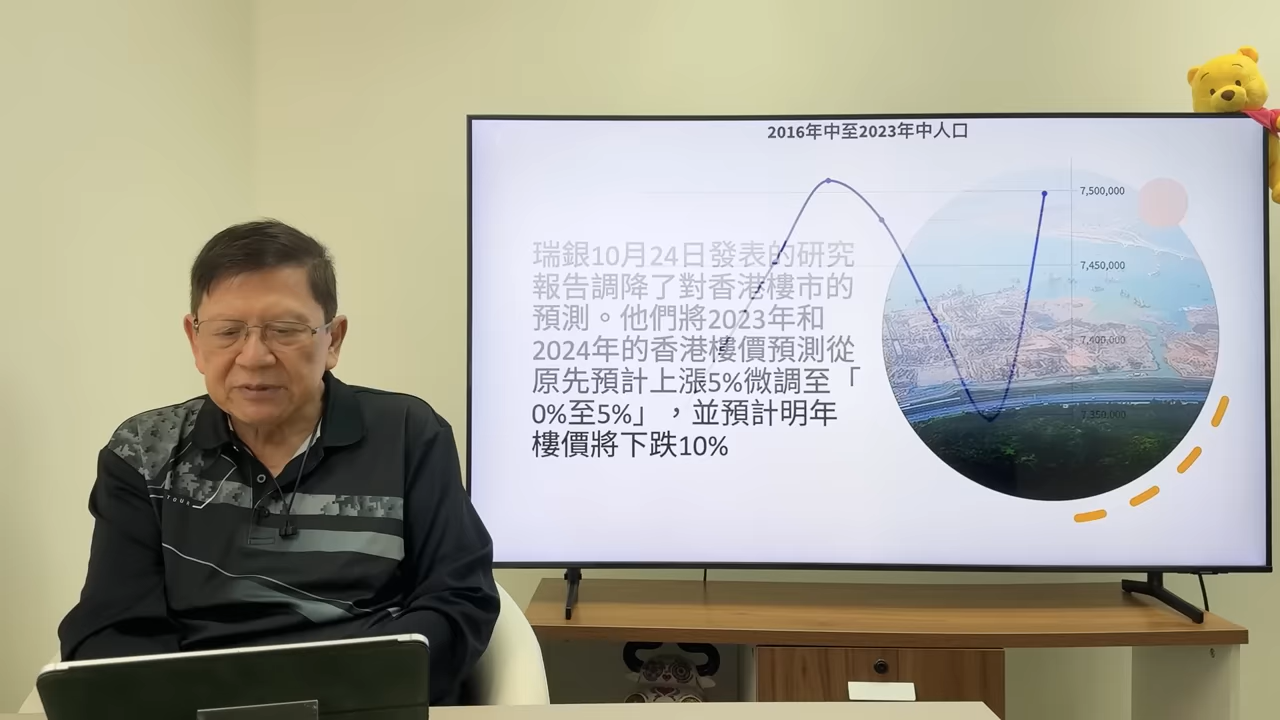 2016年中至2023年中人口
7,500,000
瑞銀10月24日發表的研究
7,450,000
報告調降了對香港樓市的
預測。他們將2023年和
7,400,000
2024年的香港樓價預測從
原先預計上漲5%微調至「
0%至5%」，並預計明年
7,350,000
樓價將下跌10%
TOUR